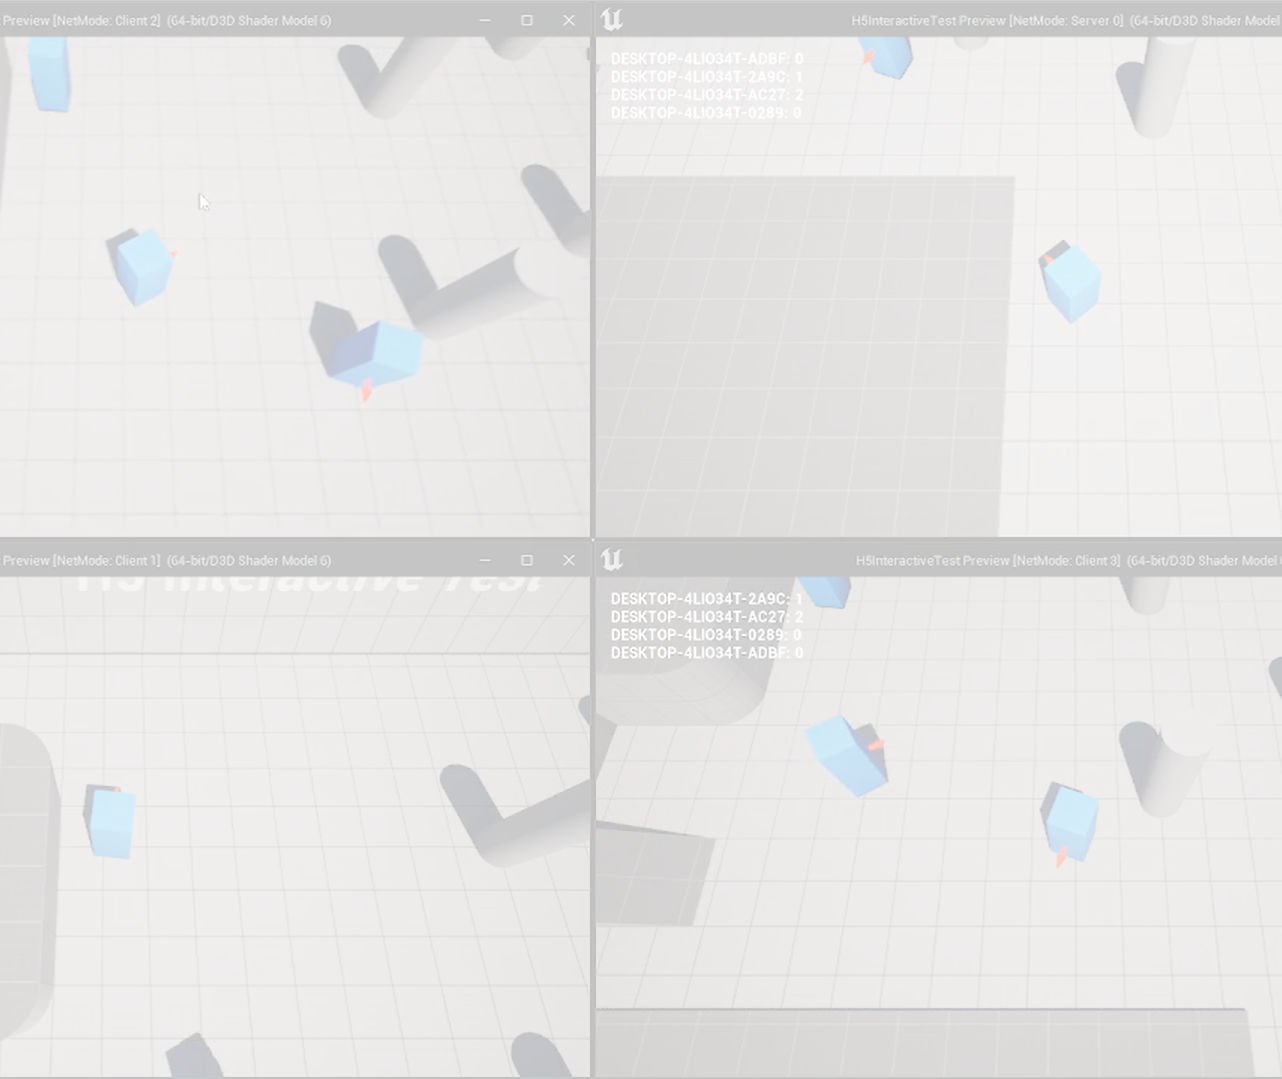 Preview [NetMode: Client 2] (64-bit/D3D Shader Model 6)
H5InteractiveTest Preview [NetMode: Server 0] (64-bit/D3D Shader Model 6
DESKTOP-4LIO34T-ADBF: 0
DESKTOP-4LIO34T-2A9C: 1
DESKTOP-4LIO34T-AC27: 2
DESKTOP-4LIO34T-0289: 0
Preview [NetMode: Client 1] (64-bit/D3D Shader Model 6)
H5InteractiveTest Preview [NetMode: Client 3] (64-bit/D3D Shader Model
H5 Interactive Test
DESKTOP-4LIO34T-2A9C: 1
DESKTOP-4LIO34T-AC27: 2
DESKTOP-4LIO34T-0289: 0
DESKTOP-4LIO34T-ADBF: 0